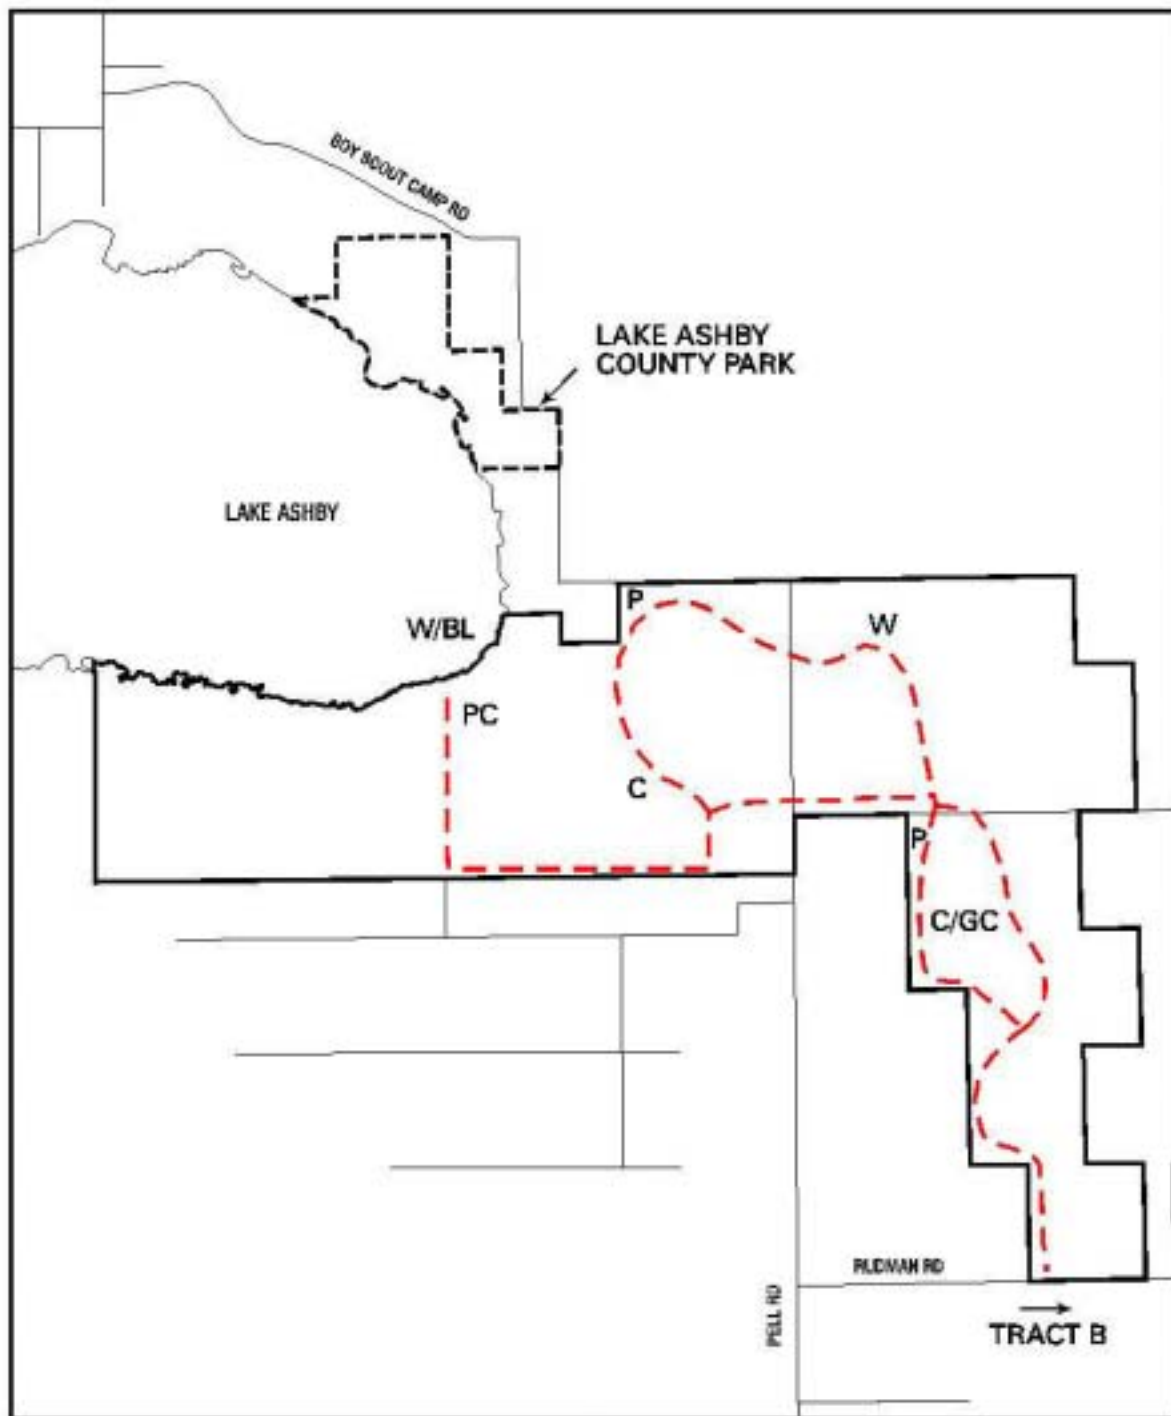 BOY SCOUT CAMP RD
LAKE ASHBY
COUNTY PARK
LAKE ASHBY
P
W/BL
W
PC
C
P
C/GC
RUDMAN RD
PELL RD
TRACT B